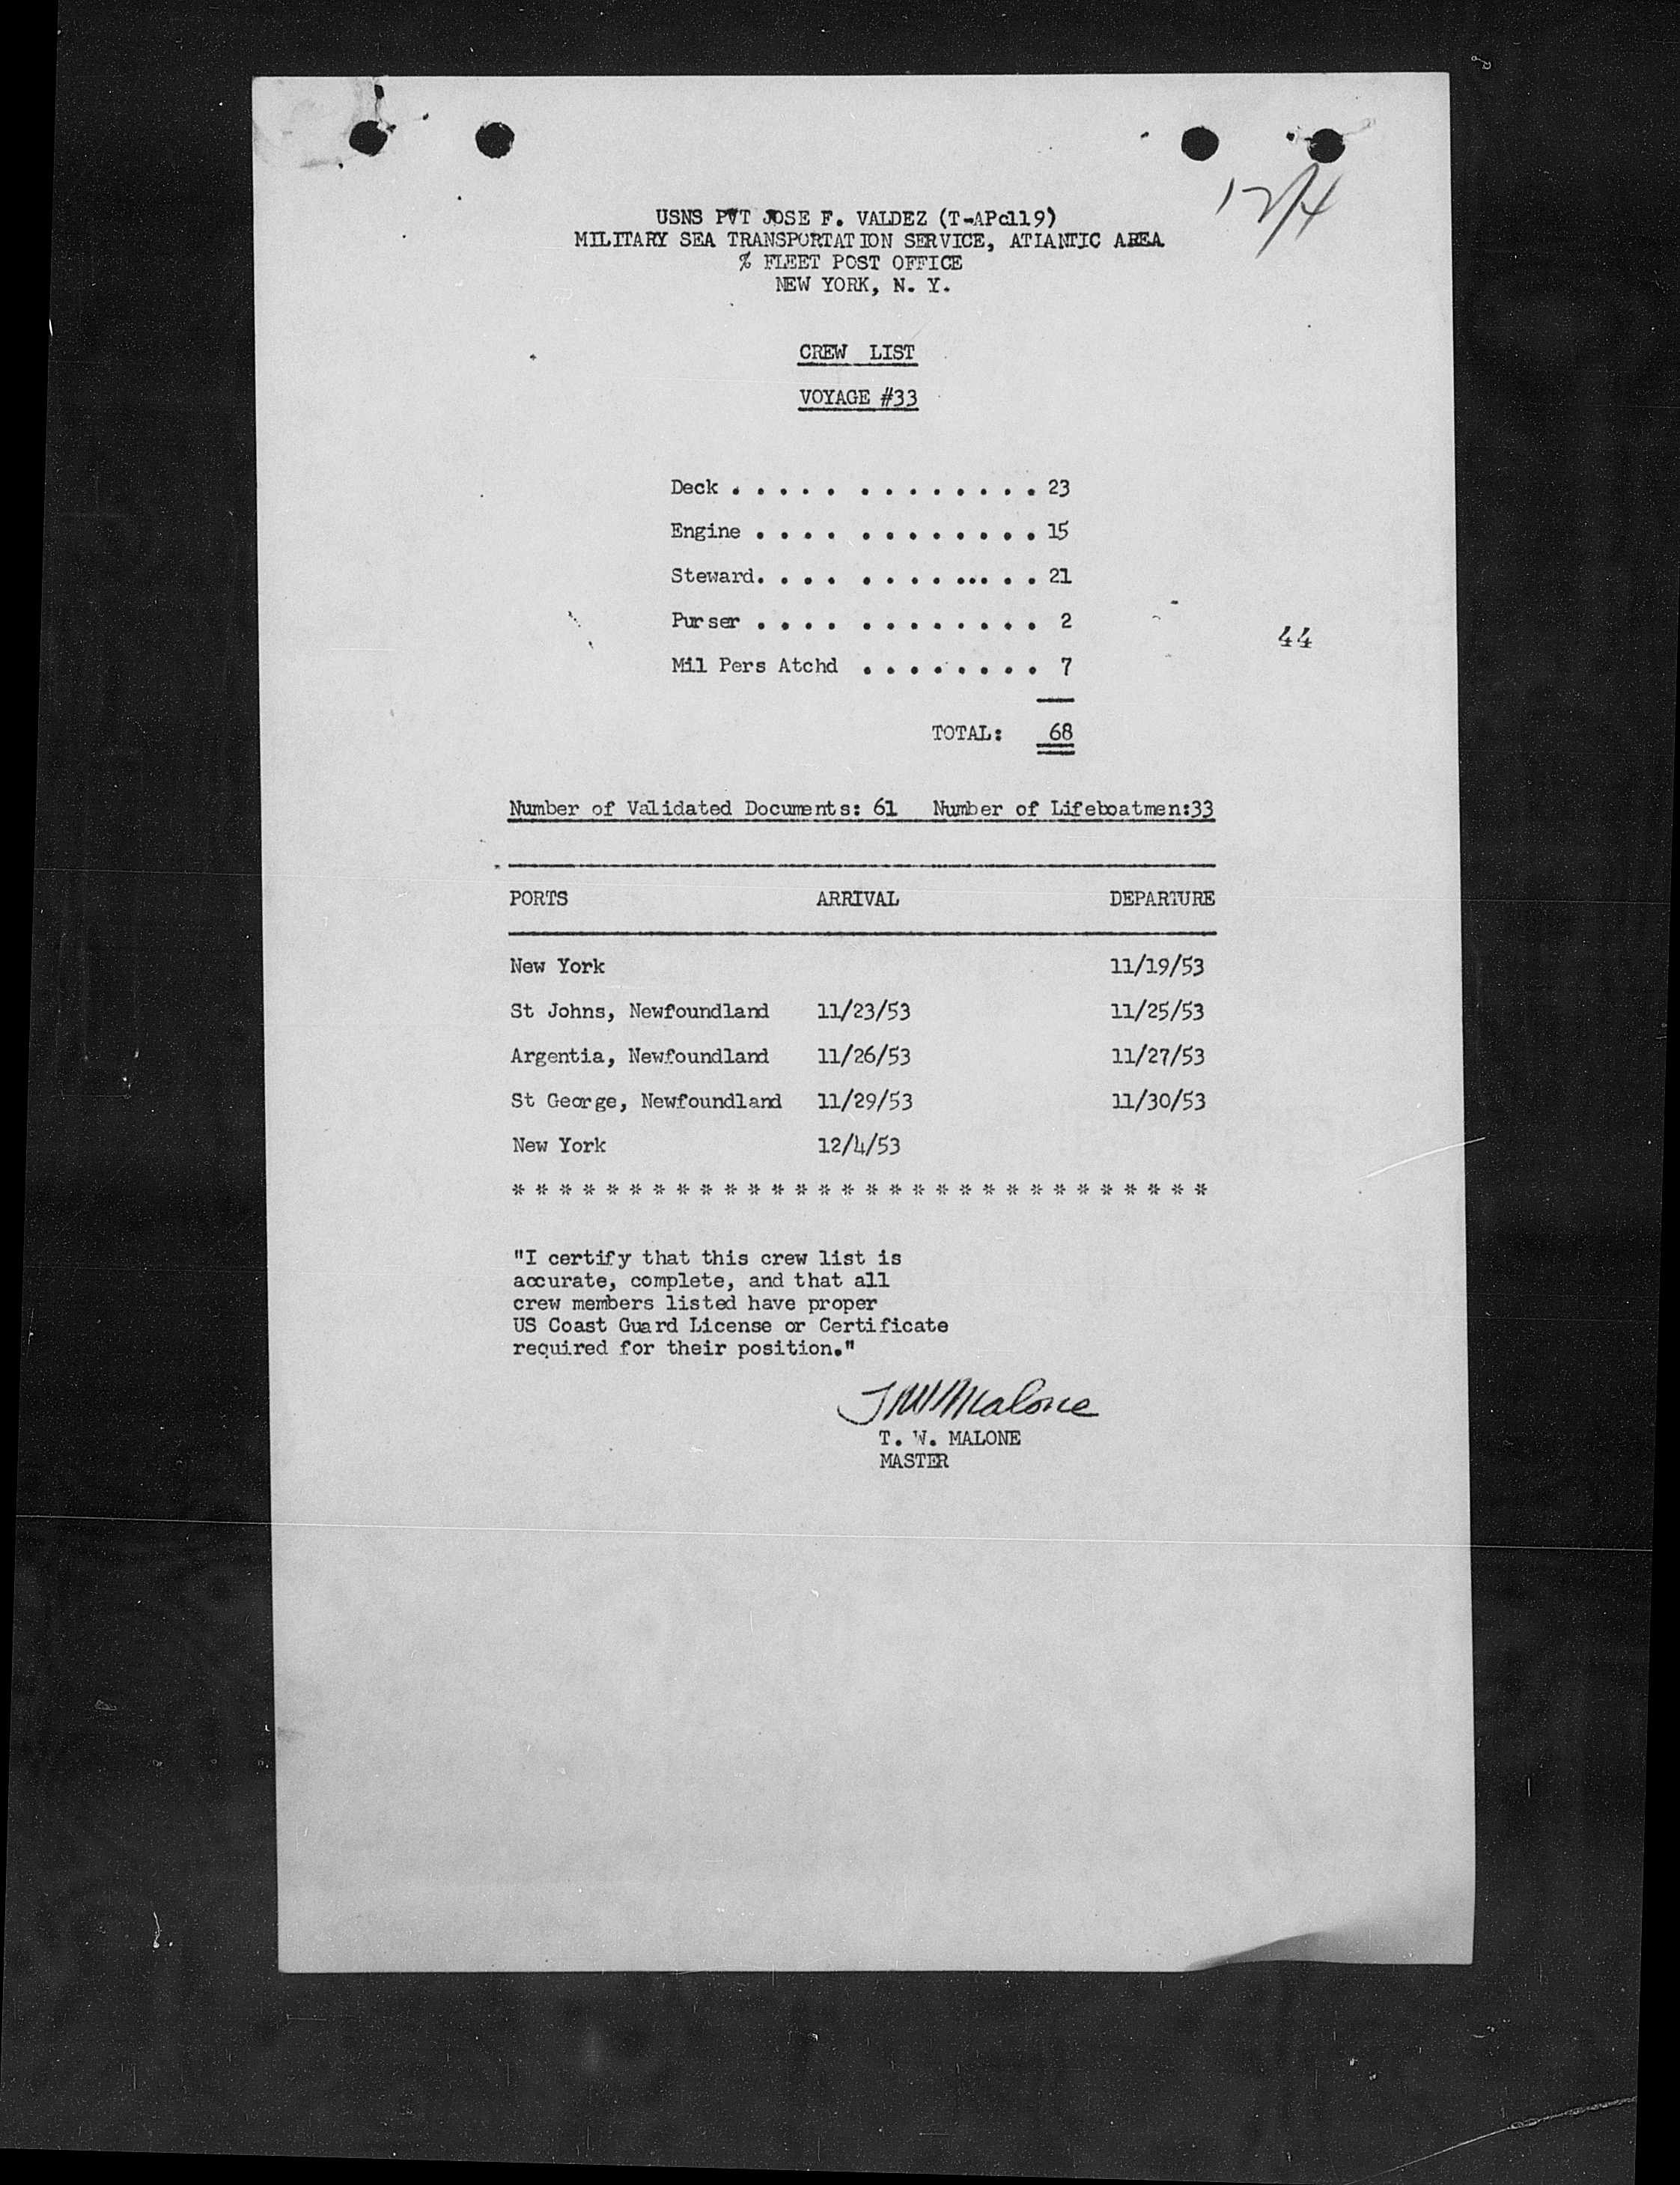 12/4
USNS PVT JOSE F. VALDEZ (T-APc119)
MILITARY SEA TRANSPORTATION SERVICE, ATIANTIC AREA
% FLEET POST OFFICE
NEW YORK, N. Y.
CREW LIST
VOYAGE #33
Deck . . . . . . . . . . . . . 23
Engine . . . . . . . . . . . . 15
Steward. . . . . . . . ..... . . 21
Purser . . . . . . . . . . . . 2
44
Mil Pers Atchd . . . . . . . . 7
TOTAL: 68
Number of Validated Documents: 61 Number of Lifeboatmen:33
PORTS ARRIVAL DEPARTURE
New York 11/19/53
St Johns, Newfoundland 11/23/53 11/25/53
Argentia, Newfoundland 11/26/53 11/27/53
St George, Newfoundland 11/29/53 11/30/53
New York 12/4/53
* * * * * * * * * * * * * * * * * * * * * * * * * * * * * *
"I certify that this crew list is
accurate, complete, and that all
crew members listed have proper
US Coast Guard License or Certificate
required for their position."
T W Malone
T. W. MALONE
MASTER